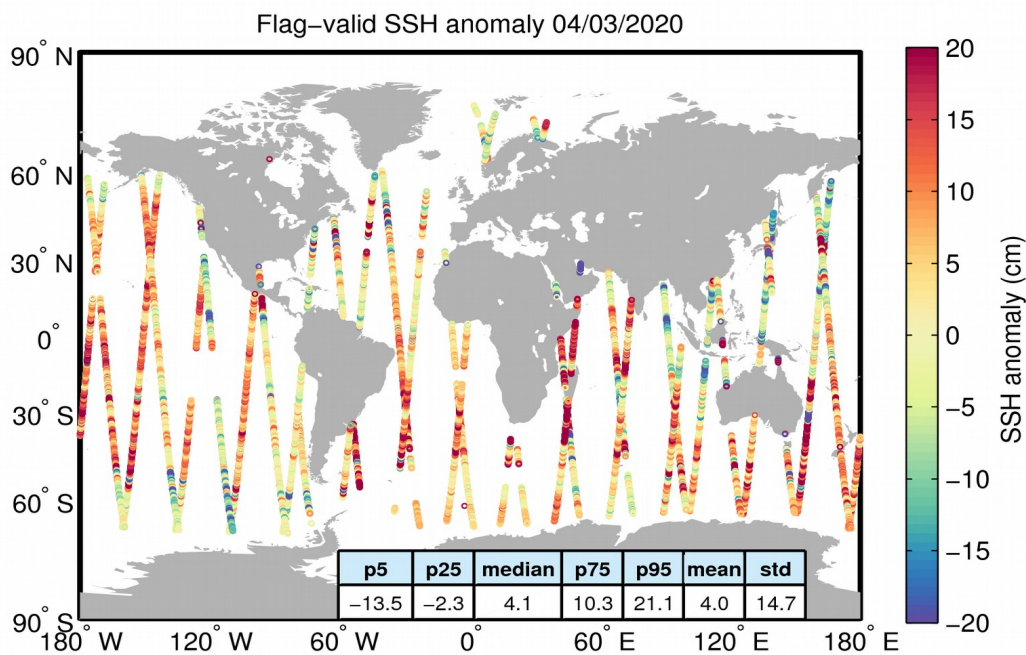 Flag−valid SSH anomaly 04/03/2020
90° N
60° N
30° N
0°
30° S
60° S
90° S
180° W
120° W
60° W
0°
60° E
120° E
180° E
p5 p25 median p75 p95 mean std
−13.5 −2.3 4.1 10.3 21.1 4.0 14.7
20
15
10
5
0
−5
−10
−15
−20
SSH anomaly (cm)